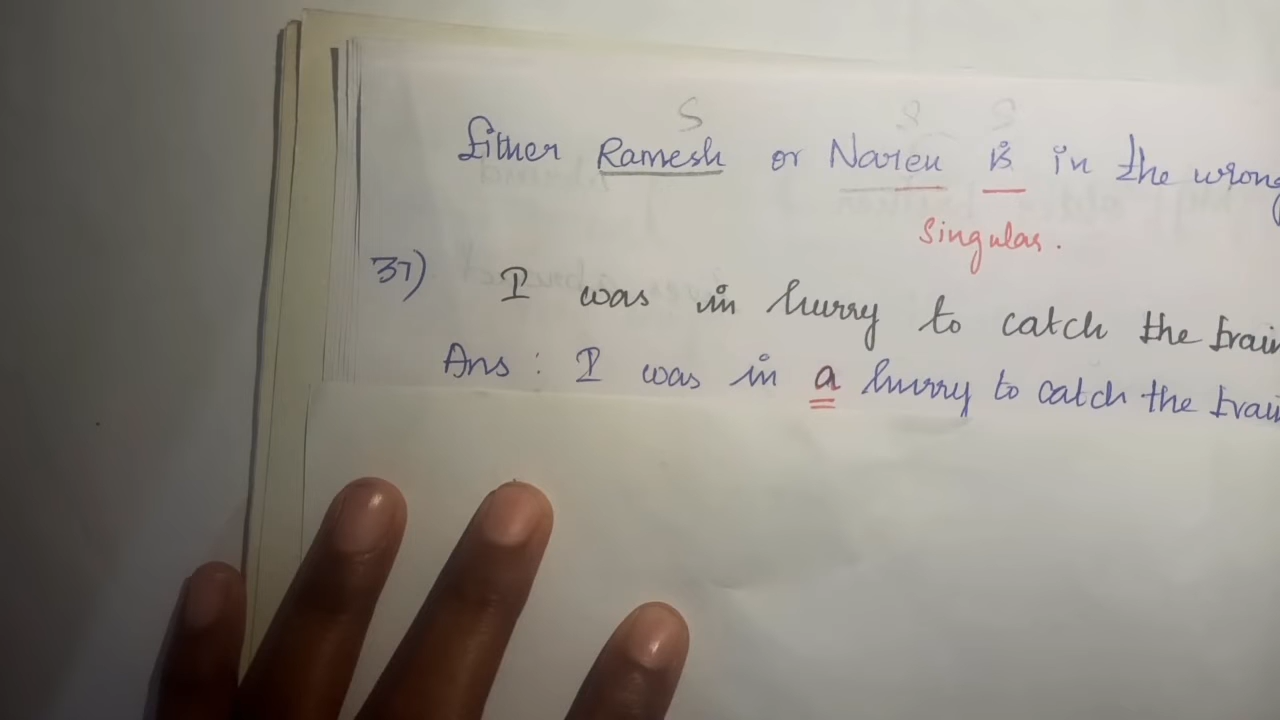 S S S
Either Ramesh or Naren is in the wrong
Singular.
37) I was in hurry to catch the train
Ans : I was in a hurry to catch the train